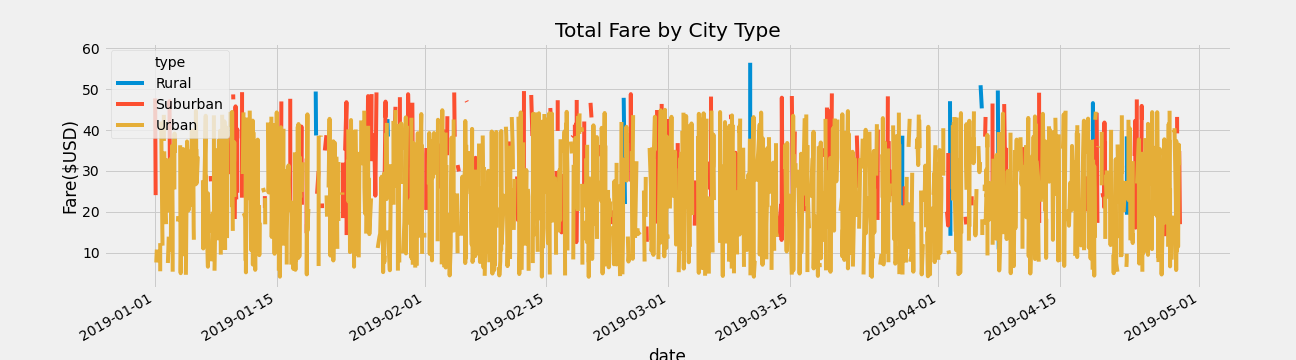 Total Fare by City Type
60
50
40
30
20
10
Fare($USD)
type
Rural
Suburban
Urban
2019-01-01
2019-01-15
2019-02-01
2019-02-15
2019-03-01
2019-03-15
2019-04-01
2019-04-15
2019-05-01
date